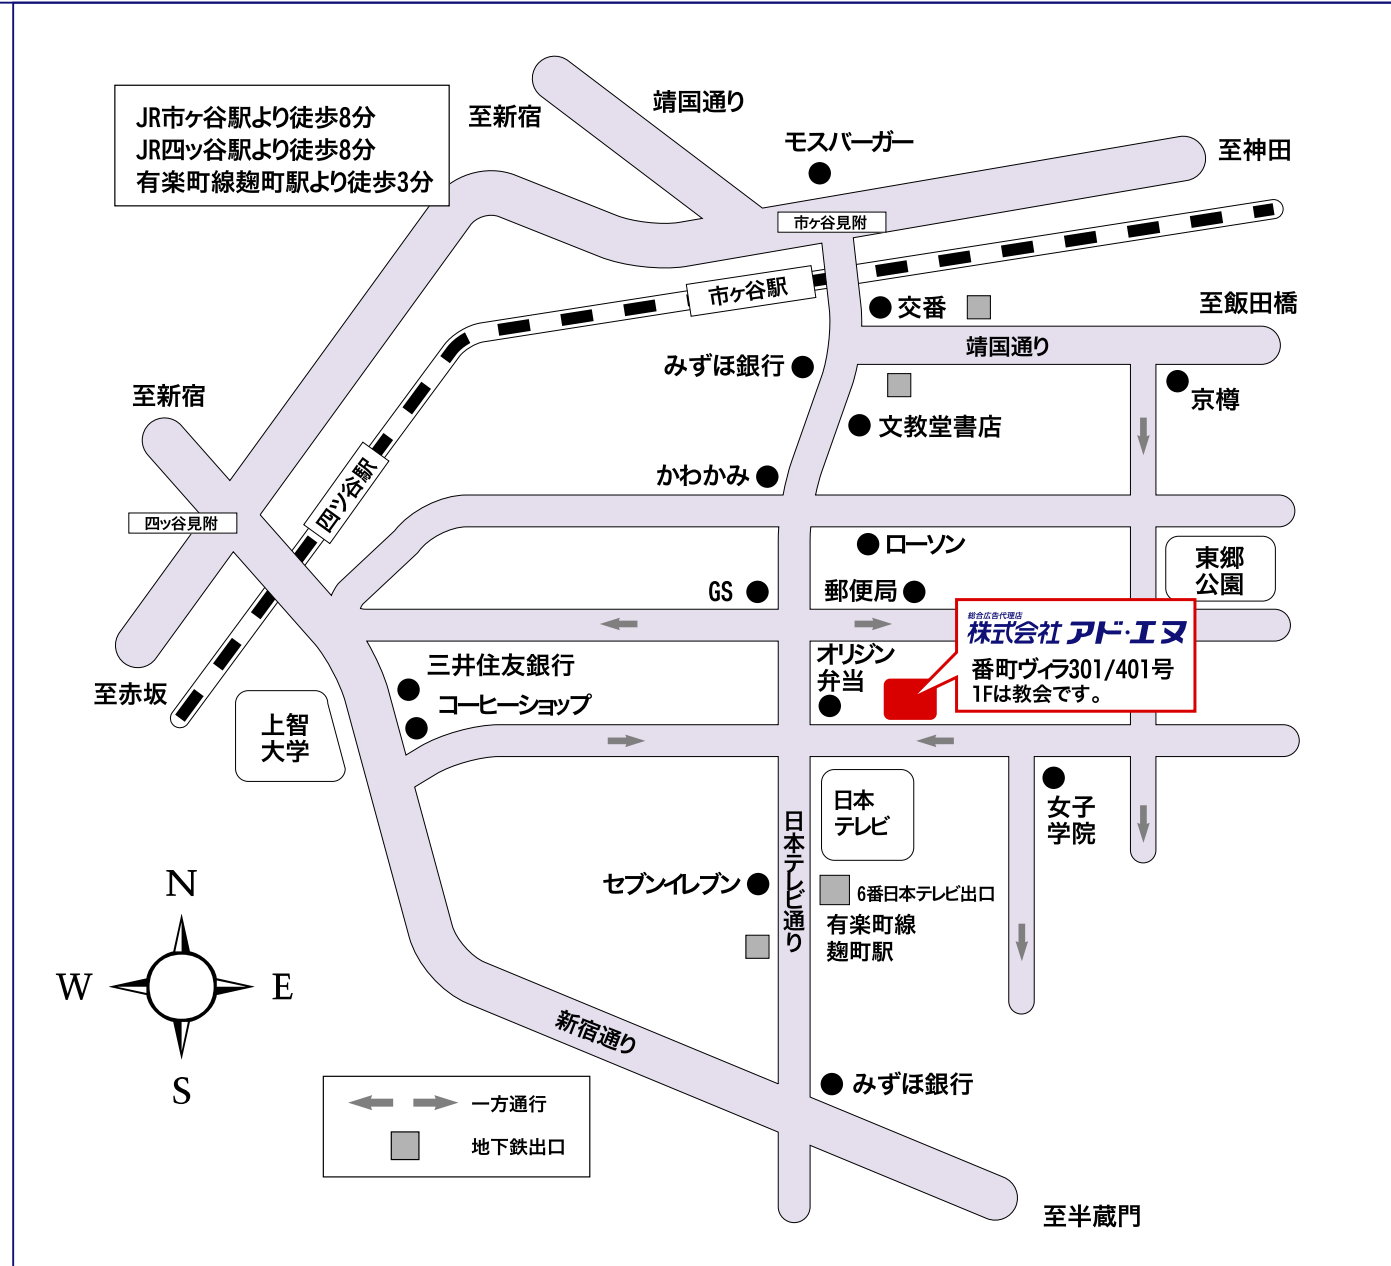 JR市ヶ谷駅より徒歩8分
JR四ッ谷駅より徒歩8分
有楽町線麹町駅より徒歩3分
至新宿
靖国通り
モスバーガー
至神田
市ヶ谷見附
市ヶ谷駅
交番
至飯田橋
靖国通り
みずほ銀行
京樽
至新宿
文教堂書店
かわかみ
四ツ谷駅
四ッ谷見附
ローソン
東郷
公園
GS
郵便局
総合広告代理店
株式会社 アド・エヌ
番町ヴィラ301/401号
1Fは教会です。
オリジン
弁当
三井住友銀行
コーヒーショップ
至赤坂
上智
大学
日本
テレビ
女子
学院
日本テレビ通り
セブンイレブン
6番日本テレビ出口
有楽町線
麹町駅
N
W
E
S
新宿通り
みずほ銀行
一方通行
地下鉄出口
至半蔵門